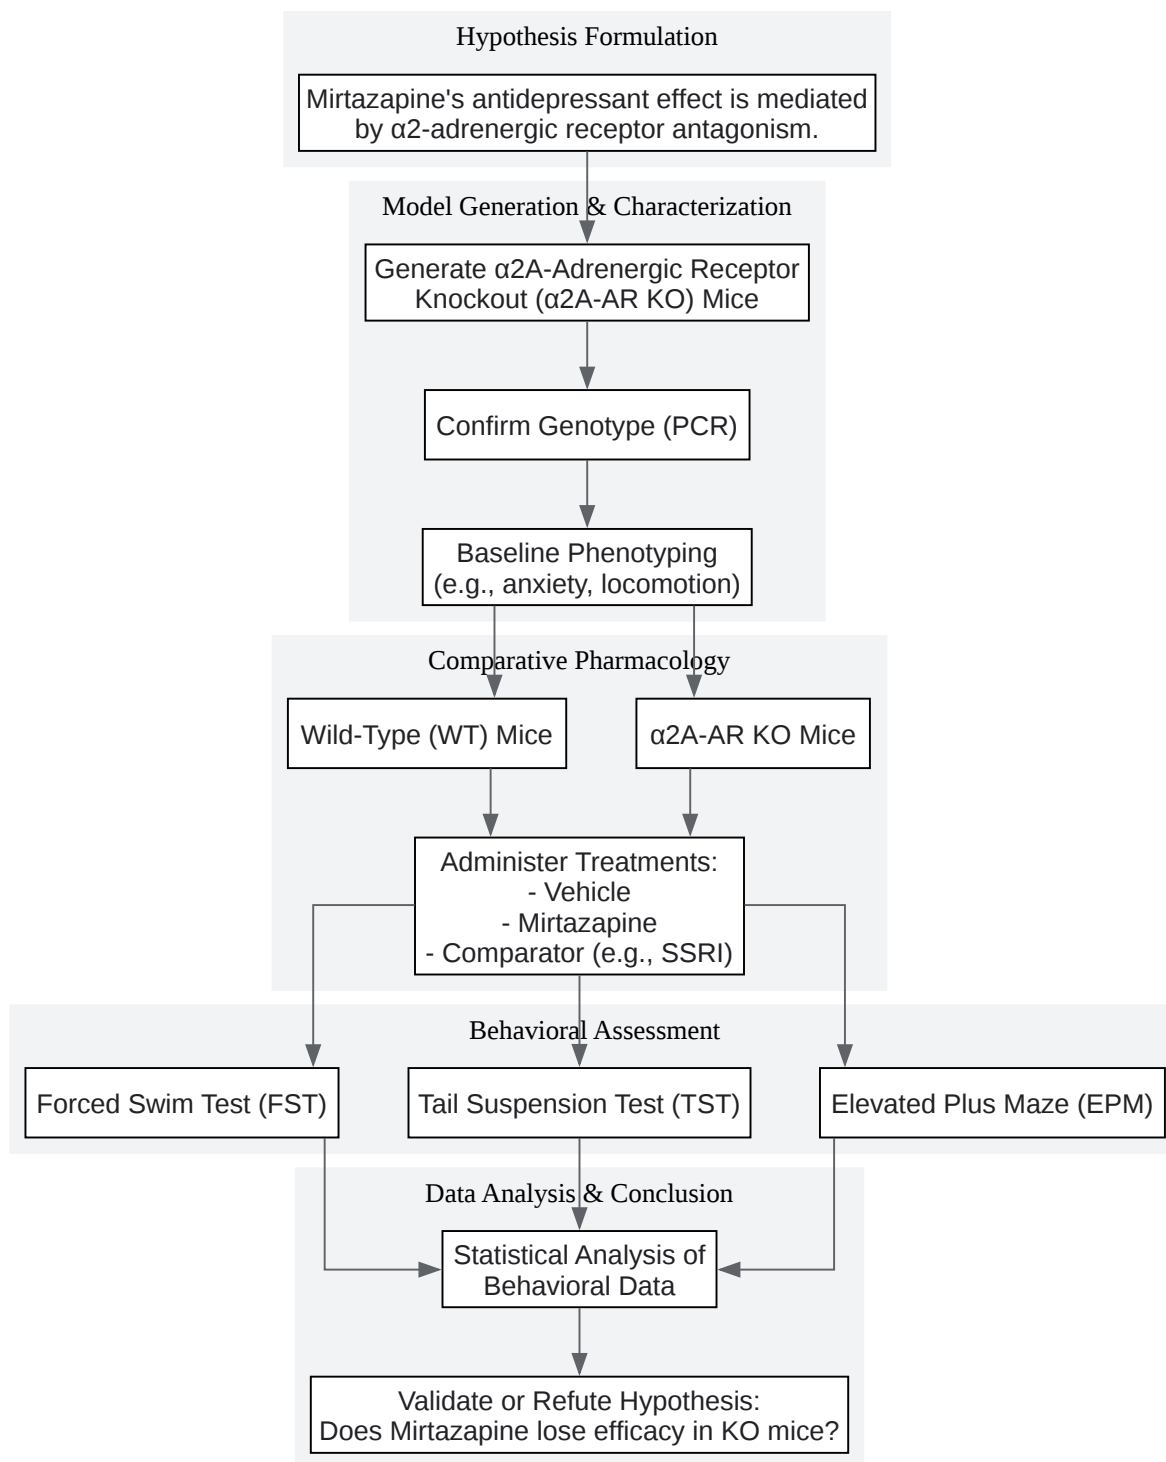 Hypothesis Formulation
Mirtazapine's antidepressant effect is mediated
by α2-adrenergic receptor antagonism.
Model Generation & Characterization
Generate α2A-Adrenergic Receptor
Knockout (α2A-AR KO) Mice
Confirm Genotype (PCR)
Baseline Phenotyping
(e.g., anxiety, locomotion)
Comparative Pharmacology
Wild-Type (WT) Mice
α2A-AR KO Mice
Administer Treatments:
- Vehicle
- Mirtazapine
- Comparator (e.g., SSRI)
Behavioral Assessment
Forced Swim Test (FST)
Tail Suspension Test (TST)
Elevated Plus Maze (EPM)
Data Analysis & Conclusion
Statistical Analysis of
Behavioral Data
Validate or Refute Hypothesis:
Does Mirtazapine lose efficacy in KO mice?